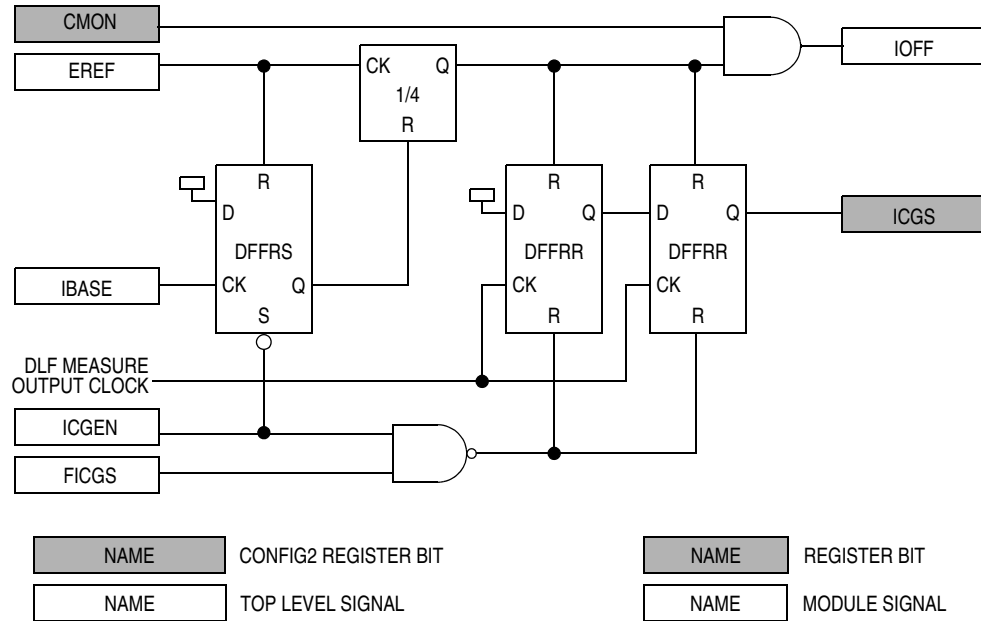 CMON
EREF
CK Q
1/4
R
IOFF
R
D
DFFRS
CK Q
S
R
D Q
DFFRR
CK
R
R
D Q
DFFRR
CK
R
ICGS
IBASE
DLF MEASURE
OUTPUT CLOCK
ICGEN
FICGS
NAME CONFIG2 REGISTER BIT
NAME TOP LEVEL SIGNAL
NAME REGISTER BIT
NAME MODULE SIGNAL